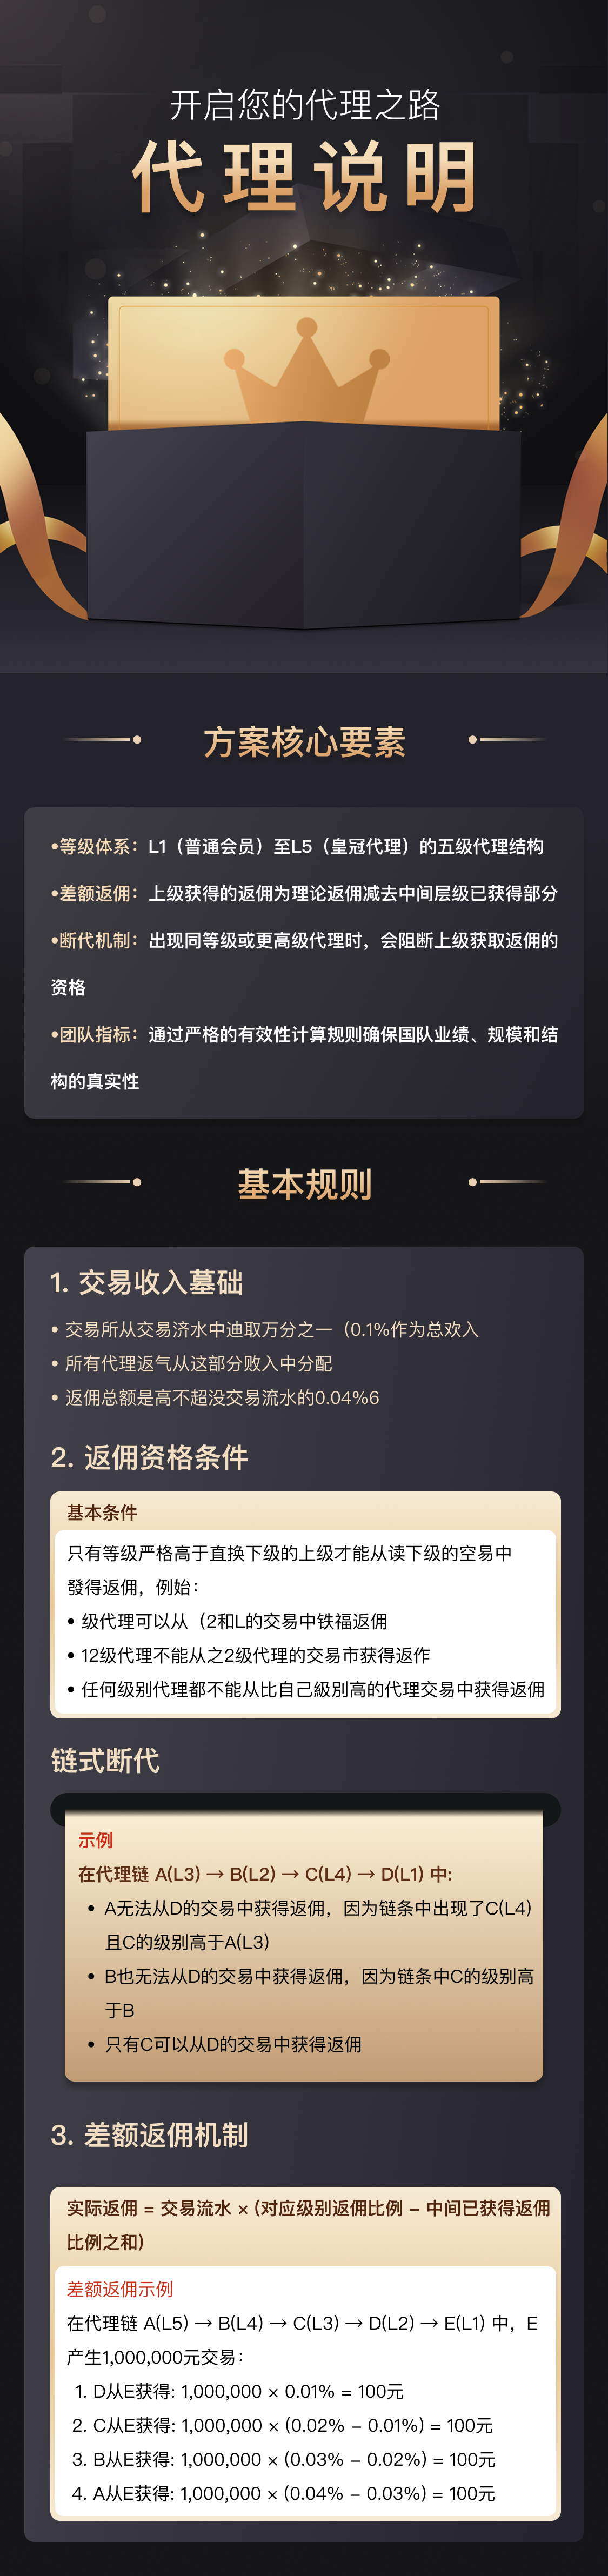 开启您的代理之路
代理说明
方案核心要素
•等级体系：L1（普通会员）至L5（皇冠代理）的五级代理结构
•差额返佣：上级获得的返佣为理论返佣减去中间层级已获得部分
•断代机制：出现同等级或更高级代理时，会阻断上级获取返佣的
资格
•团队指标：通过严格的有效性计算规则确保国队业绩、规模和结
构的真实性
基本规则
1. 交易收入墓础
• 交易所从交易济水中迪取万分之一（0.1%作为总欢入
• 所有代理返气从这部分败入中分配
• 返佣总额是高不超没交易流水的0.04%6
2. 返佣资格条件
基本条件
只有等级严格高于直换下级的上级才能从读下级的空易中
發得返佣，例始：
• 级代理可以从（2和L的交易中铁福返佣
• 12级代理不能从之2级代理的交易市获得返作
• 任何级别代理都不能从比自己級別高的代理交易中获得返佣
链式断代
示例
在代理链 A(L3) → B(L2) → C(L4) → D(L1) 中:
• A无法从D的交易中获得返佣，因为链条中出现了C(L4)
且C的级别高于A(L3)
• B也无法从D的交易中获得返佣，因为链条中C的级别高
于B
• 只有C可以从D的交易中获得返佣
3. 差额返佣机制
实际返佣 = 交易流水 × (对应级别返佣比例 – 中间已获得返佣
比例之和)
差额返佣示例
在代理链 A(L5) → B(L4) → C(L3) → D(L2) → E(L1) 中，E
产生1,000,000元交易：
1. D从E获得: 1,000,000 × 0.01% = 100元
2. C从E获得: 1,000,000 × (0.02% – 0.01%) = 100元
3. B从E获得: 1,000,000 × (0.03% – 0.02%) = 100元
4. A从E获得: 1,000,000 × (0.04% – 0.03%) = 100元